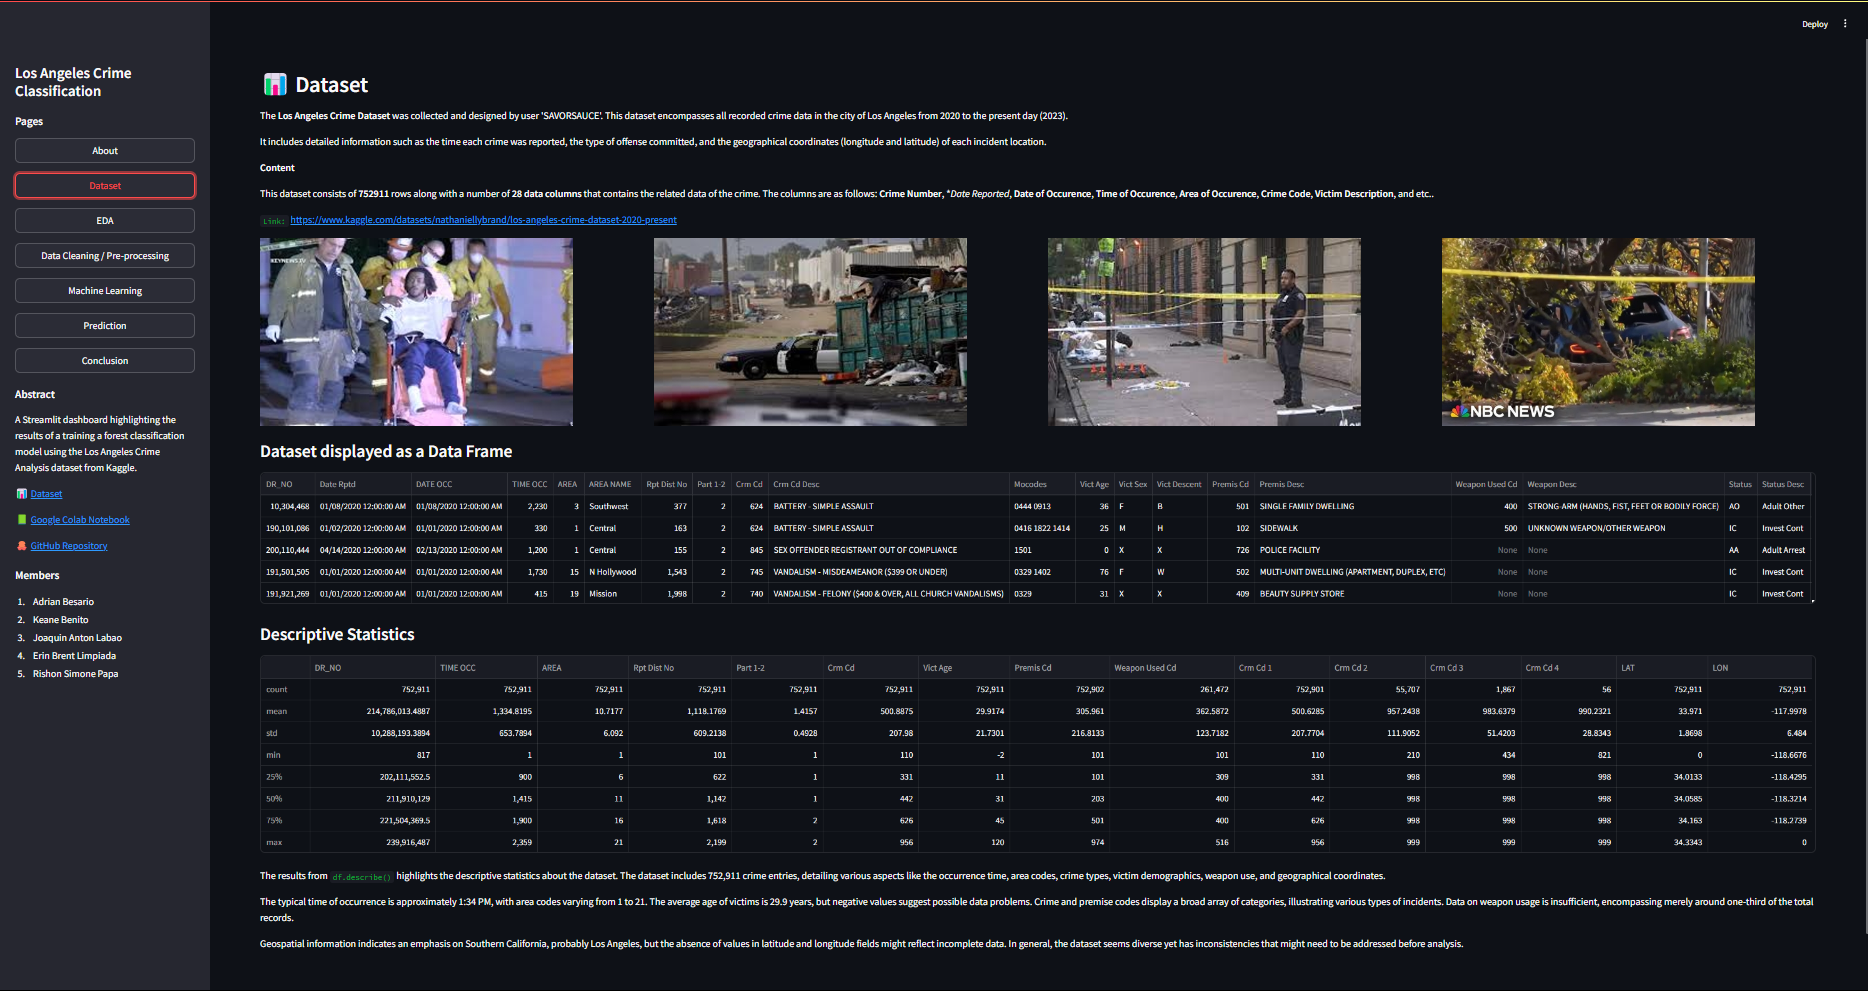 Deploy
Los Angeles Crime
Classification
Pages
About
Dataset
EDA
Data Cleaning / Pre-processing
Machine Learning
Prediction
Conclusion
Abstract
A Streamlit dashboard highlighting the
results of a training a forest classification
model using the Los Angeles Crime
Analysis dataset from Kaggle.
Dataset
Google Colab Notebook
GitHub Repository
Members
1. Adrian Besario
2. Keane Benito
3. Joaquin Anton Labao
4. Erin Brent Limpiada
5. Rishon Simone Papa
Dataset
The Los Angeles Crime Dataset was collected and designed by user 'SAVORSAUCE'. This dataset encompasses all recorded crime data in the city of Los Angeles from 2020 to the present day (2023).
It includes detailed information such as the time each crime was reported, the type of offense committed, and the geographical coordinates (longitude and latitude) of each incident location.
Content
This dataset consists of 752911 rows along with a number of 28 data columns that contains the related data of the crime. The columns are as follows: Crime Number, *Date Reported, Date of Occurence, Time of Occurence, Area of Occurence, Crime Code, Victim Description, and etc..
Link: https://www.kaggle.com/datasets/nathaniellybrand/los-angeles-crime-dataset-2020-present
KEYNEWS.TV
NBC NEWS
Dataset displayed as a Data Frame
DR_NO Date Rptd DATE OCC TIME OCC AREA AREA NAME Rpt Dist No Part 1-2 Crm Cd Crm Cd Desc Mocodes Vict Age Vict Sex Vict Descent Premis Cd Premis Desc Weapon Used Cd Weapon Desc Status Status Desc
10,304,468 01/08/2020 12:00:00 AM 01/08/2020 12:00:00 AM 2,230 3 Southwest 377 2 624 BATTERY - SIMPLE ASSAULT 0444 0913 36 F B 501 SINGLE FAMILY DWELLING 400 STRONG-ARM (HANDS, FIST, FEET OR BODILY FORCE) AO Adult Other
190,101,086 01/02/2020 12:00:00 AM 01/01/2020 12:00:00 AM 330 1 Central 163 2 624 BATTERY - SIMPLE ASSAULT 0416 1822 1414 25 M H 102 SIDEWALK 500 UNKNOWN WEAPON/OTHER WEAPON IC Invest Cont
200,110,444 04/14/2020 12:00:00 AM 02/13/2020 12:00:00 AM 1,200 1 Central 155 2 845 SEX OFFENDER REGISTRANT OUT OF COMPLIANCE 1501 0 X X 726 POLICE FACILITY None None AA Adult Arrest
191,501,505 01/01/2020 12:00:00 AM 01/01/2020 12:00:00 AM 1,730 15 N Hollywood 1,543 2 745 VANDALISM - MISDEAMEANOR ($399 OR UNDER) 0329 1402 76 F W 502 MULTI-UNIT DWELLING (APARTMENT, DUPLEX, ETC) None None IC Invest Cont
191,921,269 01/01/2020 12:00:00 AM 01/01/2020 12:00:00 AM 415 19 Mission 1,998 2 740 VANDALISM - FELONY ($400 & OVER, ALL CHURCH VANDALISMS) 0329 31 X X 409 BEAUTY SUPPLY STORE None None IC Invest Cont
Descriptive Statistics
DR_NO TIME OCC AREA Rpt Dist No Part 1-2 Crm Cd Vict Age Premis Cd Weapon Used Cd Crm Cd 1 Crm Cd 2 Crm Cd 3 Crm Cd 4 LAT LON
count 752,911 752,911 752,911 752,911 752,911 752,911 752,911 752,902 261,472 752,901 55,707 1,867 56 752,911 752,911
mean 214,786,013.4887 1,334.8195 10.7177 1,118.1769 1.4157 500.8875 29.9174 305.961 362.5872 500.6285 957.2438 983.6379 990.2321 33.971 -117.9978
std 10,288,193.3894 653.7894 6.092 609.2138 0.4928 207.98 21.7301 216.8133 123.7182 207.7704 111.9052 51.4203 28.8343 1.8698 6.484
min 817 1 1 101 1 110 -2 101 101 110 210 434 821 0 -118.6676
25% 202,111,552.5 900 6 622 1 331 11 101 309 331 998 998 998 34.0133 -118.4295
50% 211,910,129 1,415 11 1,142 1 442 31 203 400 442 998 998 998 34.0585 -118.3214
75% 221,504,369.5 1,900 16 1,618 2 626 45 501 400 626 998 998 998 34.163 -118.2739
max 239,916,487 2,359 21 2,199 2 956 120 974 516 956 999 999 999 34.3343 0
The results from df.describe() highlights the descriptive statistics about the dataset. The dataset includes 752,911 crime entries, detailing various aspects like the occurrence time, area codes, crime types, victim demographics, weapon use, and geographical coordinates.
The typical time of occurrence is approximately 1:34 PM, with area codes varying from 1 to 21. The average age of victims is 29.9 years, but negative values suggest possible data problems. Crime and premise codes display a broad array of categories, illustrating various types of incidents. Data on weapon usage is insufficient, encompassing merely around one-third of the total
records.
Geospatial information indicates an emphasis on Southern California, probably Los Angeles, but the absence of values in latitude and longitude fields might reflect incomplete data. In general, the dataset seems diverse yet has inconsistencies that might need to be addressed before analysis.